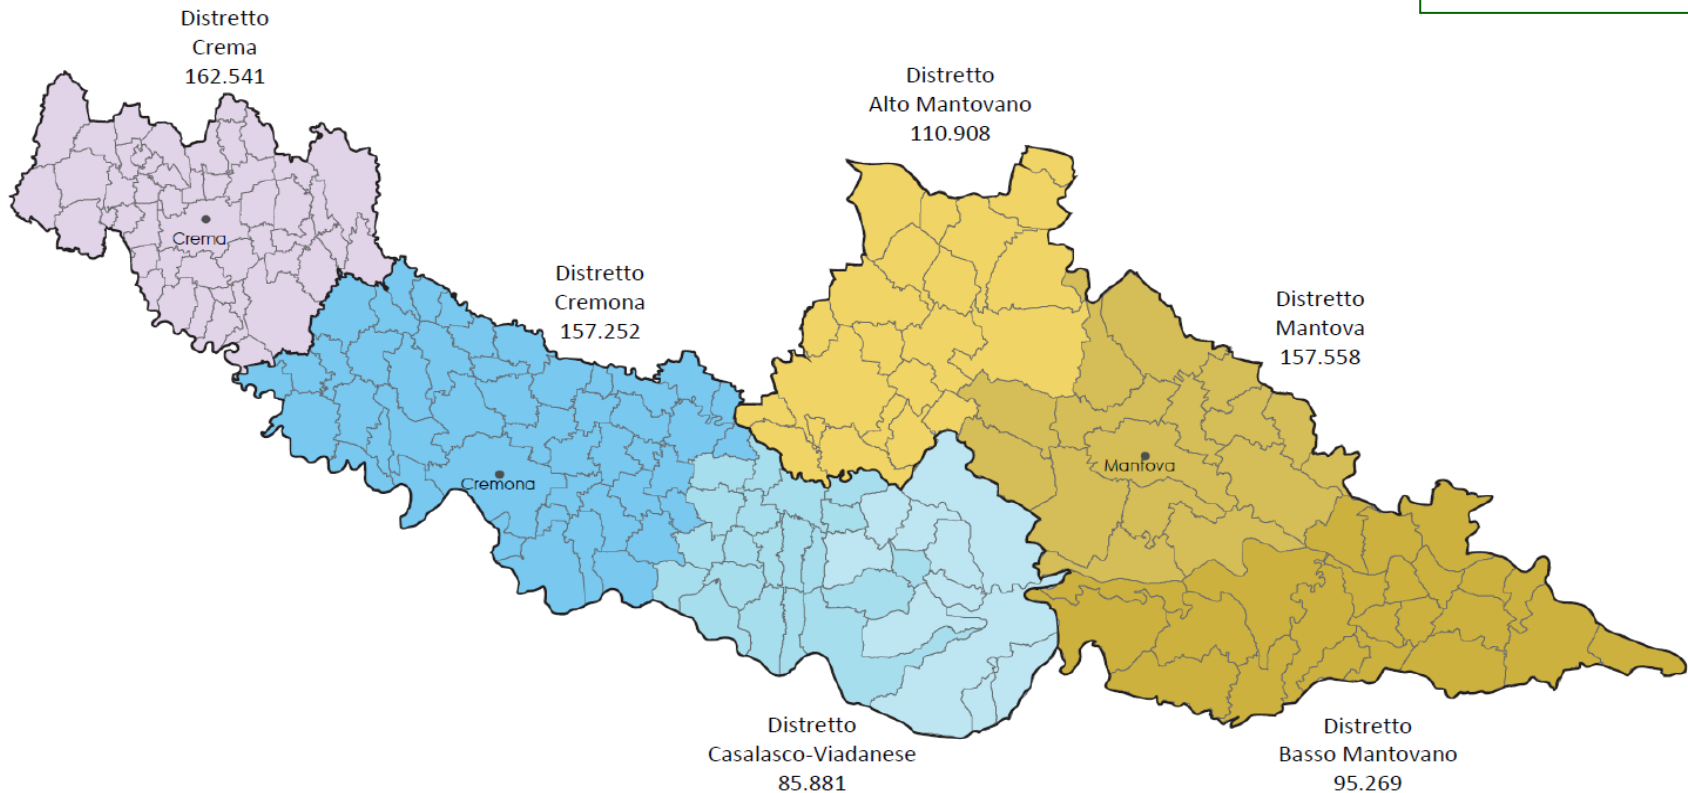 Distretto
Crema
162.541
Distretto
Alto Mantovano
110.908
Crema
Distretto
Cremona
157.252
Distretto
Mantova
157.558
Mantova
Cremona
Distretto
Casalasco-Viadanese
85.881
Distretto
Basso Mantovano
95.269